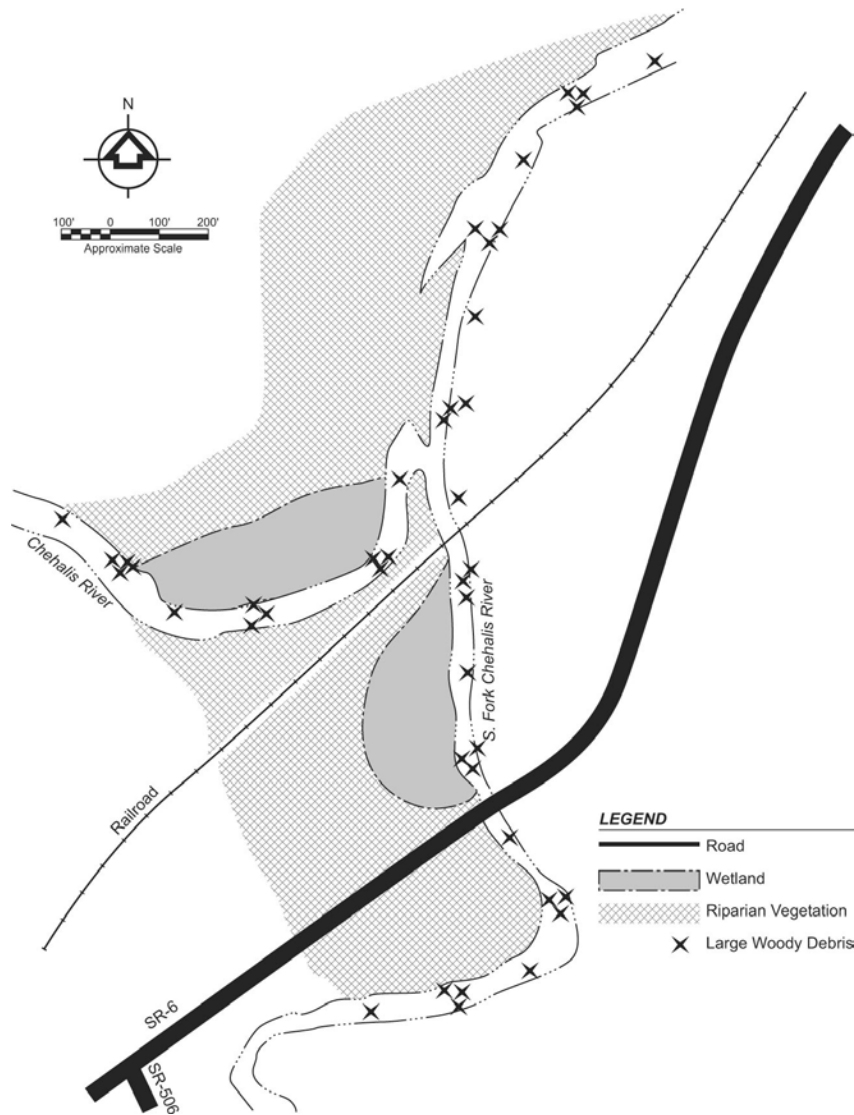 N
100' 0 100' 200'
Approximate Scale
Chehalis River
S. Fork Chehalis River
Railroad
LEGEND
Road
Wetland
Riparian Vegetation
Large Woody Debris
SR-6
SR-506